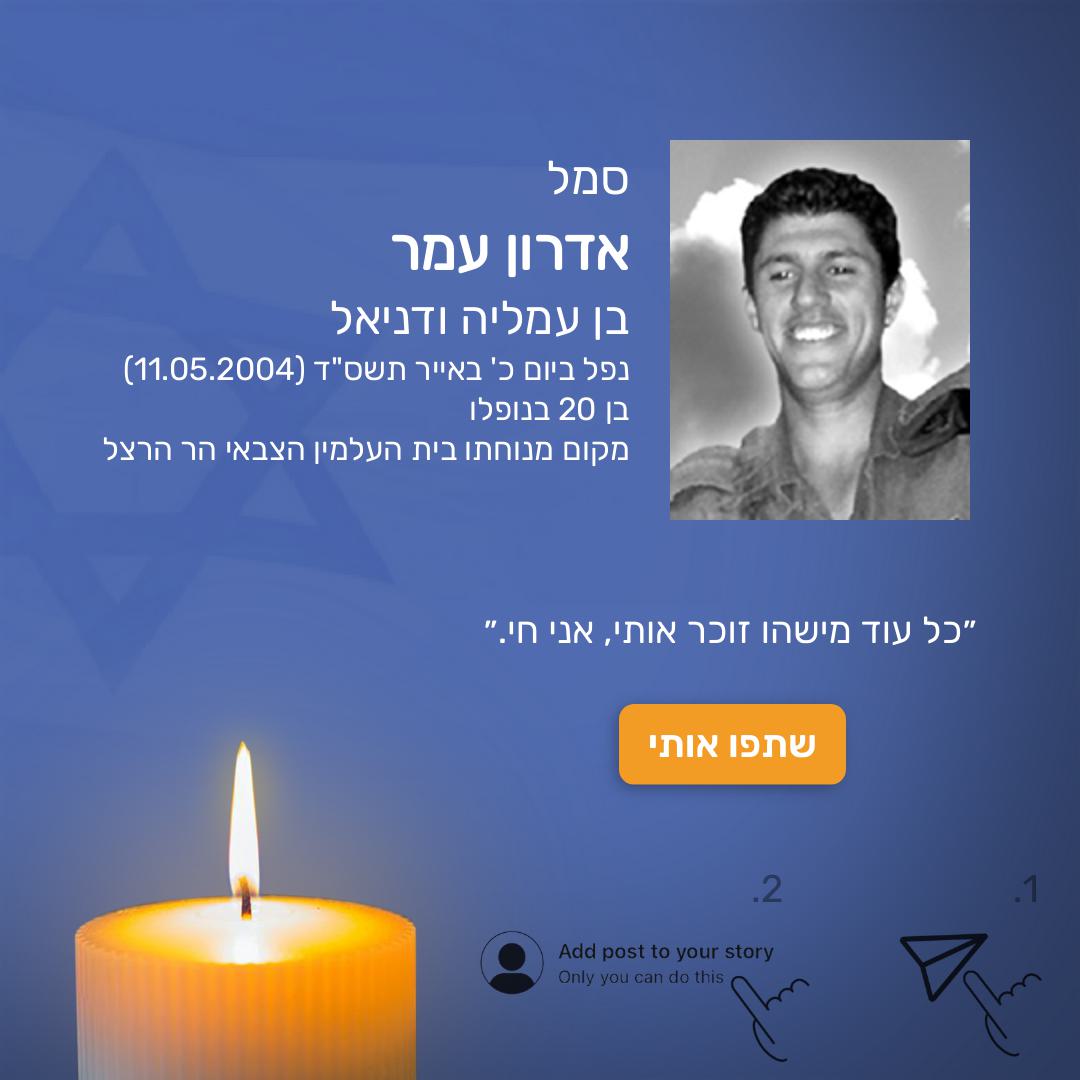 סמל
אדרון עמר
בן עמליה ודניאל
נפל ביום כ' באייר תשס"ד (11.05.2004)
בן 20 בנופלו
מקום מנוחתו בית העלמין הצבאי הר הרצל
״כל עוד מישהו זוכר אותי, אני חי.״
שתפו אותי
1.
2.
Add post to your story
Only you can do this